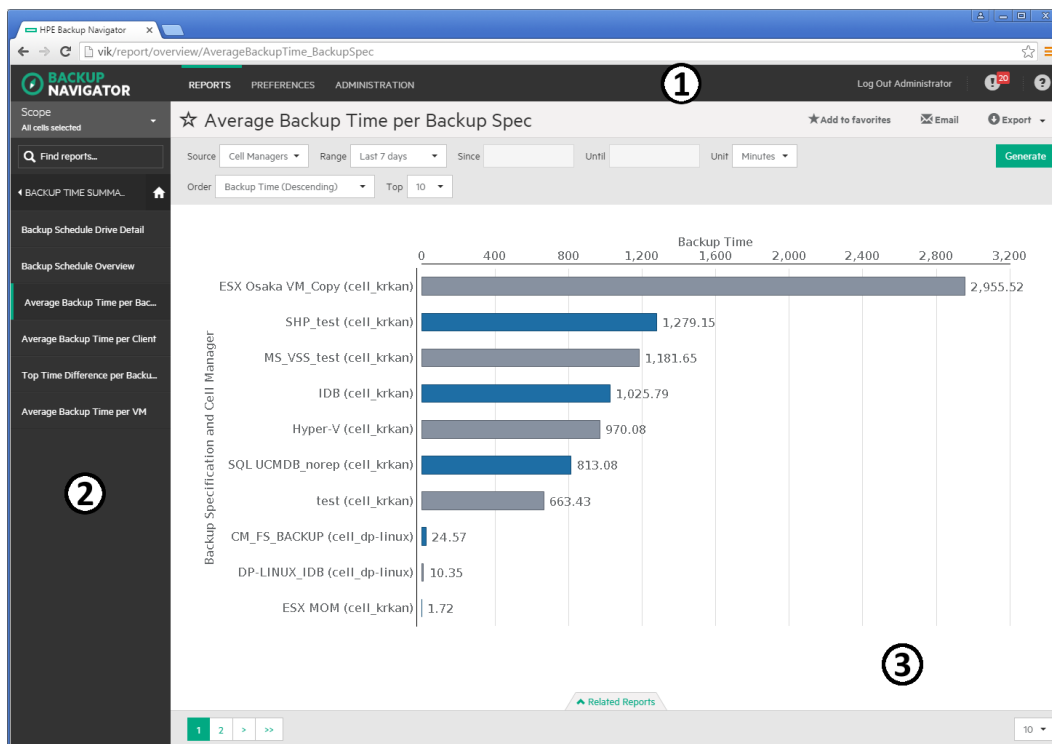 HPE Backup Navigator
vik/report/overview/AverageBackupTime_BackupSpec
BACKUP NAVIGATOR
REPORTS PREFERENCES ADMINISTRATION
1
Log Out Administrator
20
?
Scope
All cells selected
Find reports...
BACKUP TIME SUMMA..
Backup Schedule Drive Detail
Backup Schedule Overview
Average Backup Time per Bac...
Average Backup Time per Client
Top Time Difference per Backu...
Average Backup Time per VM
2
Average Backup Time per Backup Spec
Add to favorites Email Export
Source Cell Managers Range Last 7 days Since Until Unit Minutes
Generate
Order Backup Time (Descending) Top 10
Backup Time
0 400 800 1,200 1,600 2,000 2,400 2,800 3,200
Backup Specification and Cell Manager
ESX Osaka VM_Copy (cell_krkan) 2,955.52
SHP_test (cell_krkan) 1,279.15
MS_VSS_test (cell_krkan) 1,181.65
IDB (cell_krkan) 1,025.79
Hyper-V (cell_krkan) 970.08
SQL UCMDB_norep (cell_krkan) 813.08
test (cell_krkan) 663.43
CM_FS_BACKUP (cell_dp-linux) 24.57
DP-LINUX_IDB (cell_dp-linux) 10.35
ESX MOM (cell_krkan) 1.72
3
Related Reports
1 2 > >>
10